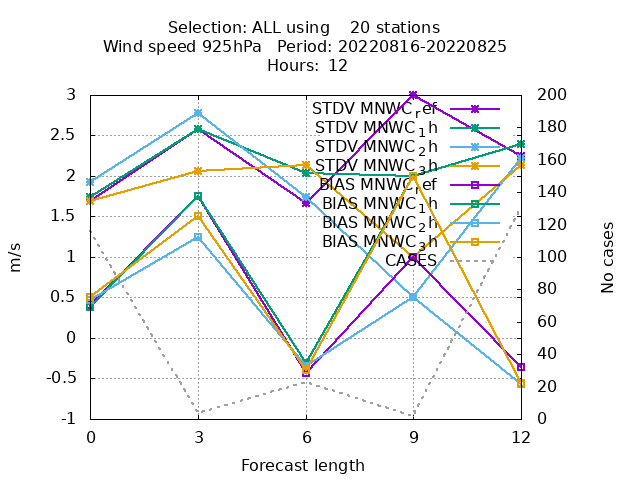 Selection: ALL using 20 stations
Wind speed 925hPa Period: 20220816-20220825
Hours: 12
STDV MNWC_ref
STDV MNWC_1h
STDV MNWC_2h
STDV MNWC_3h
BIAS MNWC_ref
BIAS MNWC_1h
BIAS MNWC_2h
BIAS MNWC_3h
CASES
m/s
3
2.5
2
1.5
1
0.5
0
-0.5
-1
200
180
160
140
120
100
80
60
40
20
0
No cases
0 3 6 9 12
Forecast length